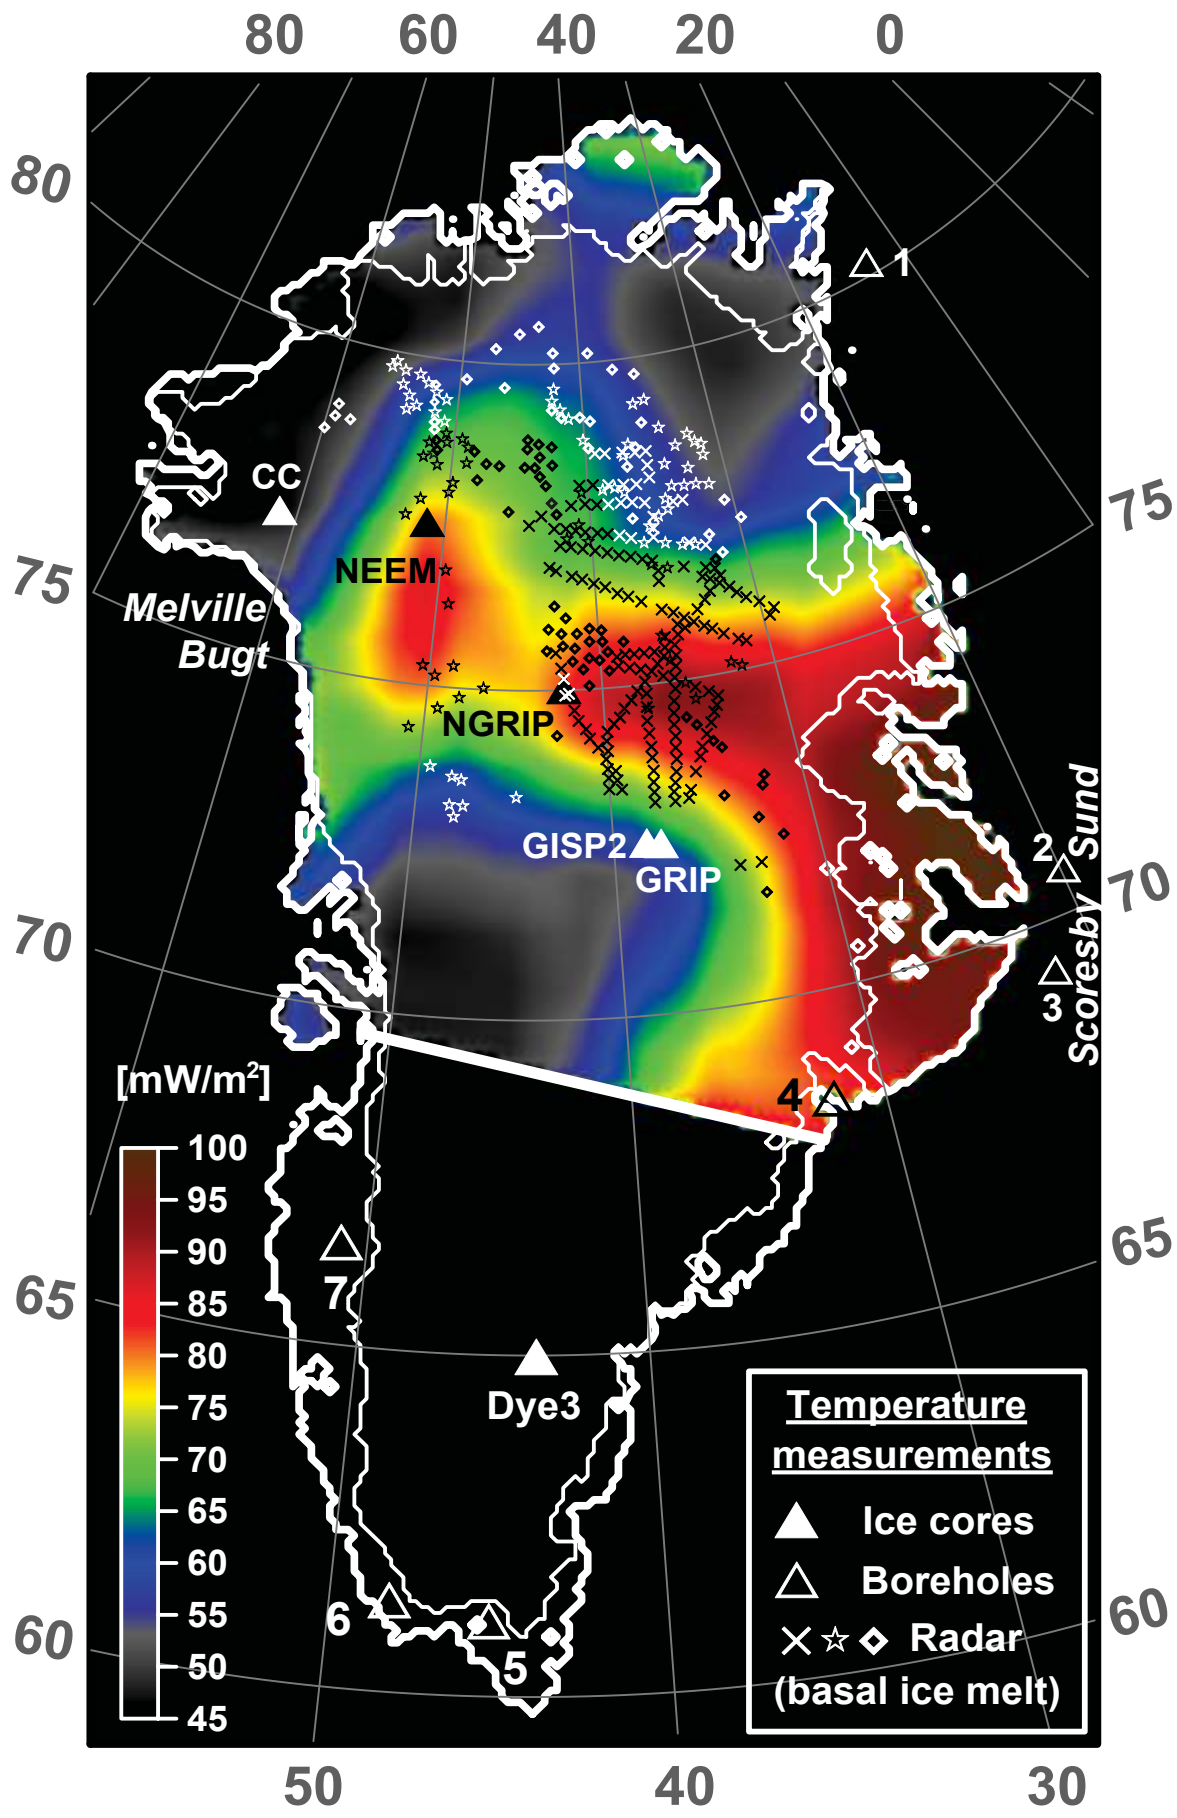 80 60 40 20 0
80
1
75
CC
NEEM
75
Melville
Bugt
NGRIP
Scoresby Sund
GISP2
2
GRIP
70
70
3
[mW/m²]
4
100
95
90
85
80
75
70
65
60
55
50
45
65
7
65
Dye3
Temperature
measurements
Ice cores
Boreholes
Radar
(basal ice melt)
6
5
60
60
50 40 30